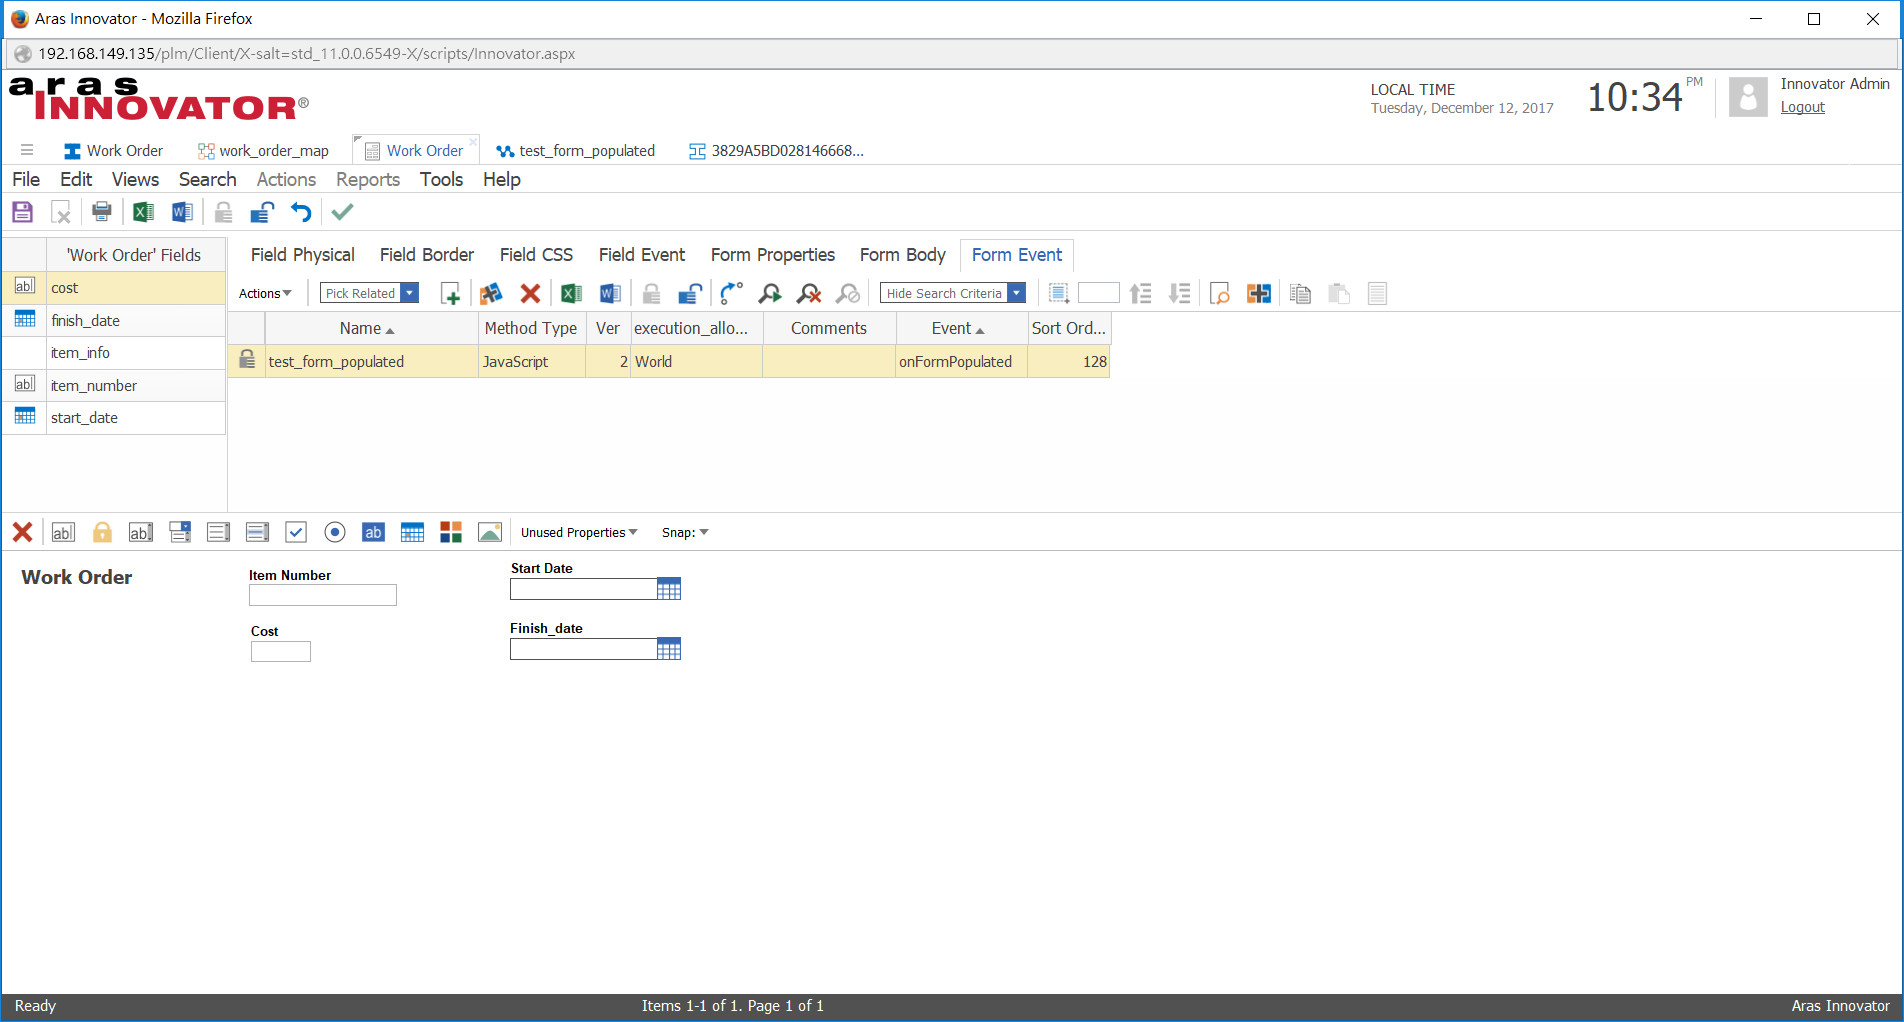 Aras Innovator - Mozilla Firefox
192.168.149.135/plm/Client/X-salt=std_11.0.0.6549-X/scripts/Innovator.aspx
aras
INNOVATOR®
LOCAL TIME
Tuesday, December 12, 2017
10:34 PM
Innovator Admin
Logout
Work Order work_order_map Work Order test_form_populated 3829A5BD028146668...
File Edit Views Search Actions Reports Tools Help
'Work Order' Fields
cost
finish_date
item_info
item_number
start_date
Field Physical Field Border Field CSS Field Event Form Properties Form Body Form Event
Actions Pick Related Hide Search Criteria
Name Method Type Ver execution_allo... Comments Event Sort Ord...
test_form_populated JavaScript 2 World onFormPopulated 128
Unused Properties Snap:
Work Order
Item Number
Start Date
Cost
Finish_date
Ready
Items 1-1 of 1. Page 1 of 1
Aras Innovator